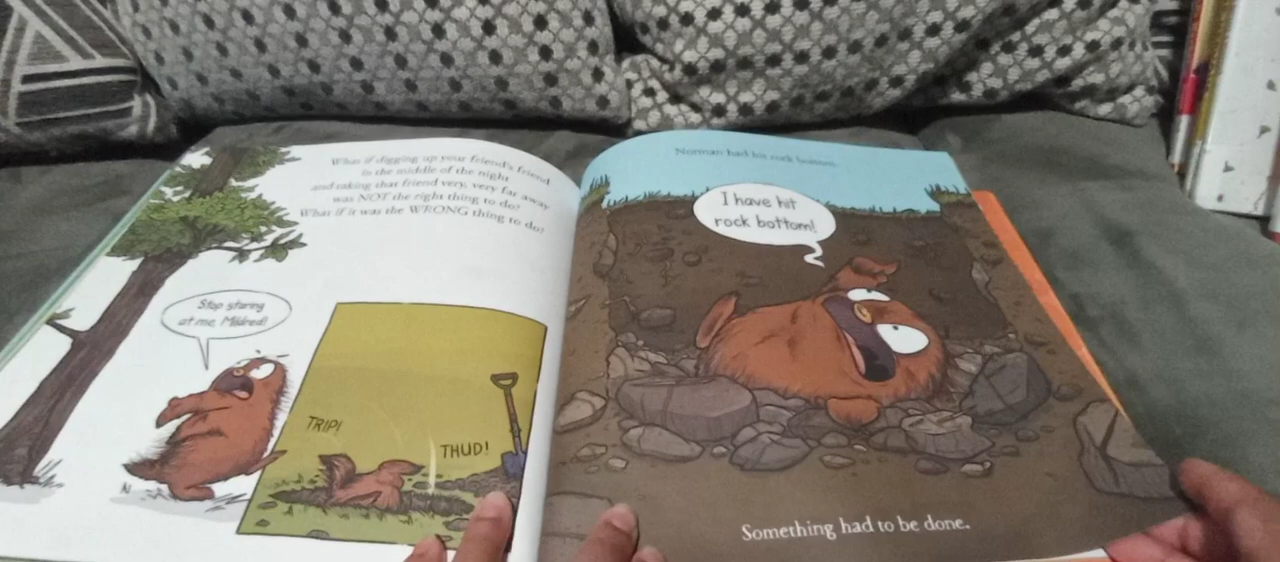 What if digging up your friend's friend
in the middle of the night
and taking that friend very, very far away
was NOT the right thing to do?
What if it was the WRONG thing to do?
Stop staring
at me, Mildred!
TRIP!
THUD!
Norman had hit rock bottom.
I have hit
rock bottom!
Something had to be done.